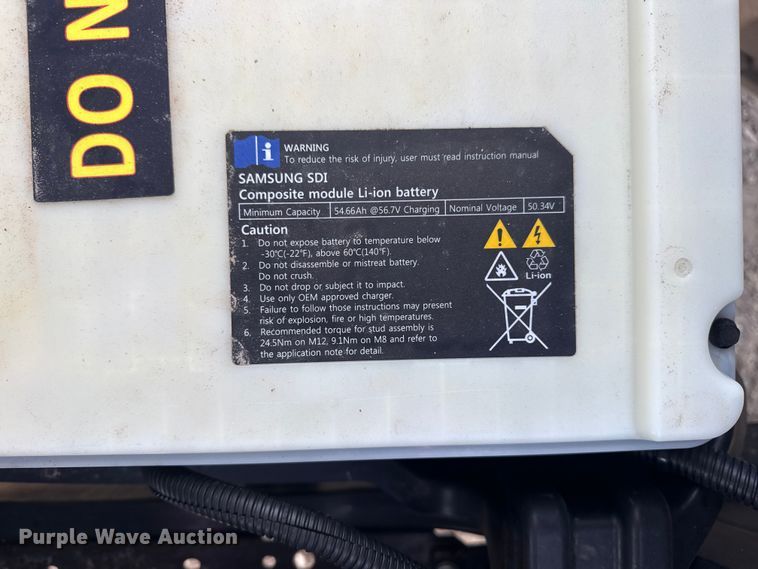 DO N
WARNING
To reduce the risk of injury, user must read instruction manual
SAMSUNG SDI
Composite module Li-ion battery
Minimum Capacity 54.66Ah @56.7V Charging Nominal Voltage 50.34V
Caution
1. Do not expose battery to temperature below
-30℃(-22℉), above 60℃(140℉).
2. Do not disassemble or mistreat battery.
Do not crush.
3. Do not drop or subject it to impact.
4. Use only OEM approved charger.
5. Failure to follow those instructions may present
risk of explosion, fire or high temperatures.
6. Recommended torque for stud assembly is
24.5Nm on M12, 9.1Nm on M8 and refer to
the application note for detail.
Li-ion
Purple Wave Auction